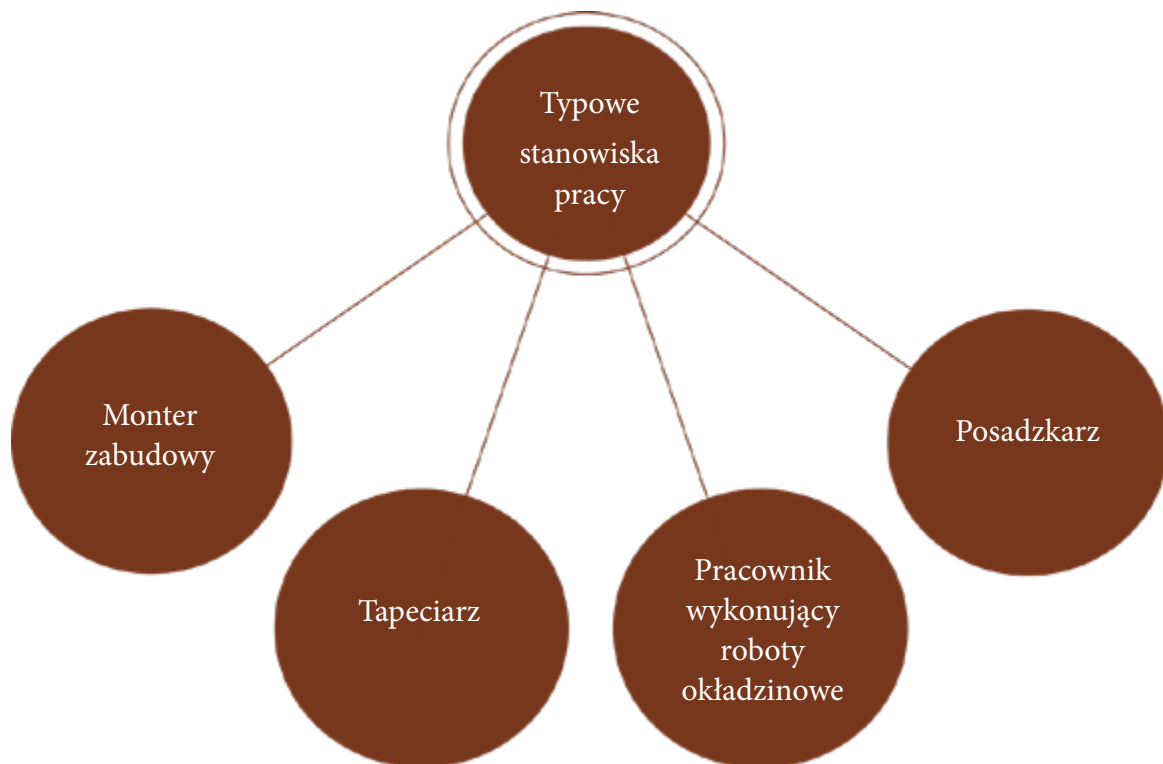 Typowe
stanowiska
pracy
Monter
zabudowy
Tapeciarz
Pracownik
wykonujący
roboty
okładzinowe
Posadzkarz